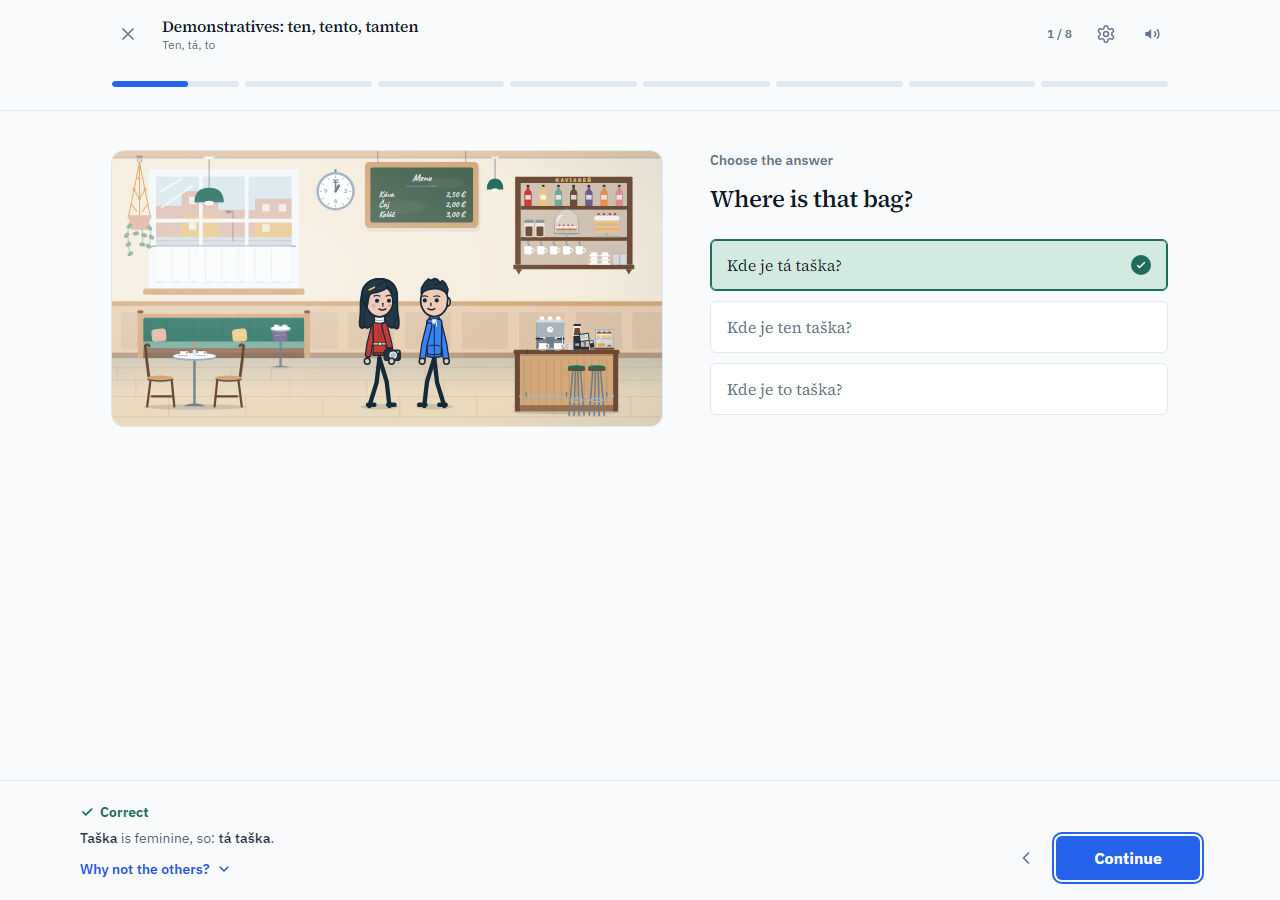 Demonstratives: ten, tento, tamten
Ten, tá, to
1 / 8
KAVIAREŇ
Menu
Káva 2,50 €
Čaj 2,00 €
Koláč 3,00 €
Choose the answer
Where is that bag?
Kde je tá taška?
Kde je ten taška?
Kde je to taška?
Correct
Taška is feminine, so: tá taška.
Why not the others?
Continue